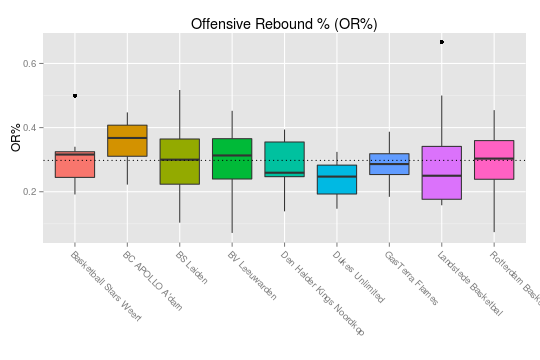 Offensive Rebound % (OR%)
OR%
0.6
0.4
0.2
Basketball Stars Weert
BC APOLLO A'dam
BS Leiden
BV Leeuwarden
Den Helder Kings Noordkop
Dukes Unlimited
GasTerra Flames
Landstede Basketbal
Rotterdam Bask